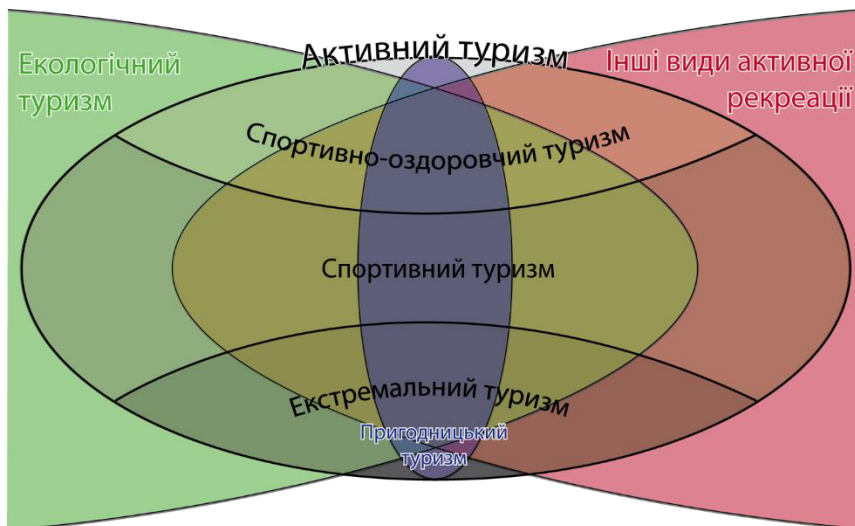 Активний туризм
Екологічний
туризм
Інші види активної
рекреації
Спортивно-оздоровчий туризм
Спортивний туризм
Екстремальний туризм
Пригодницький
туризм